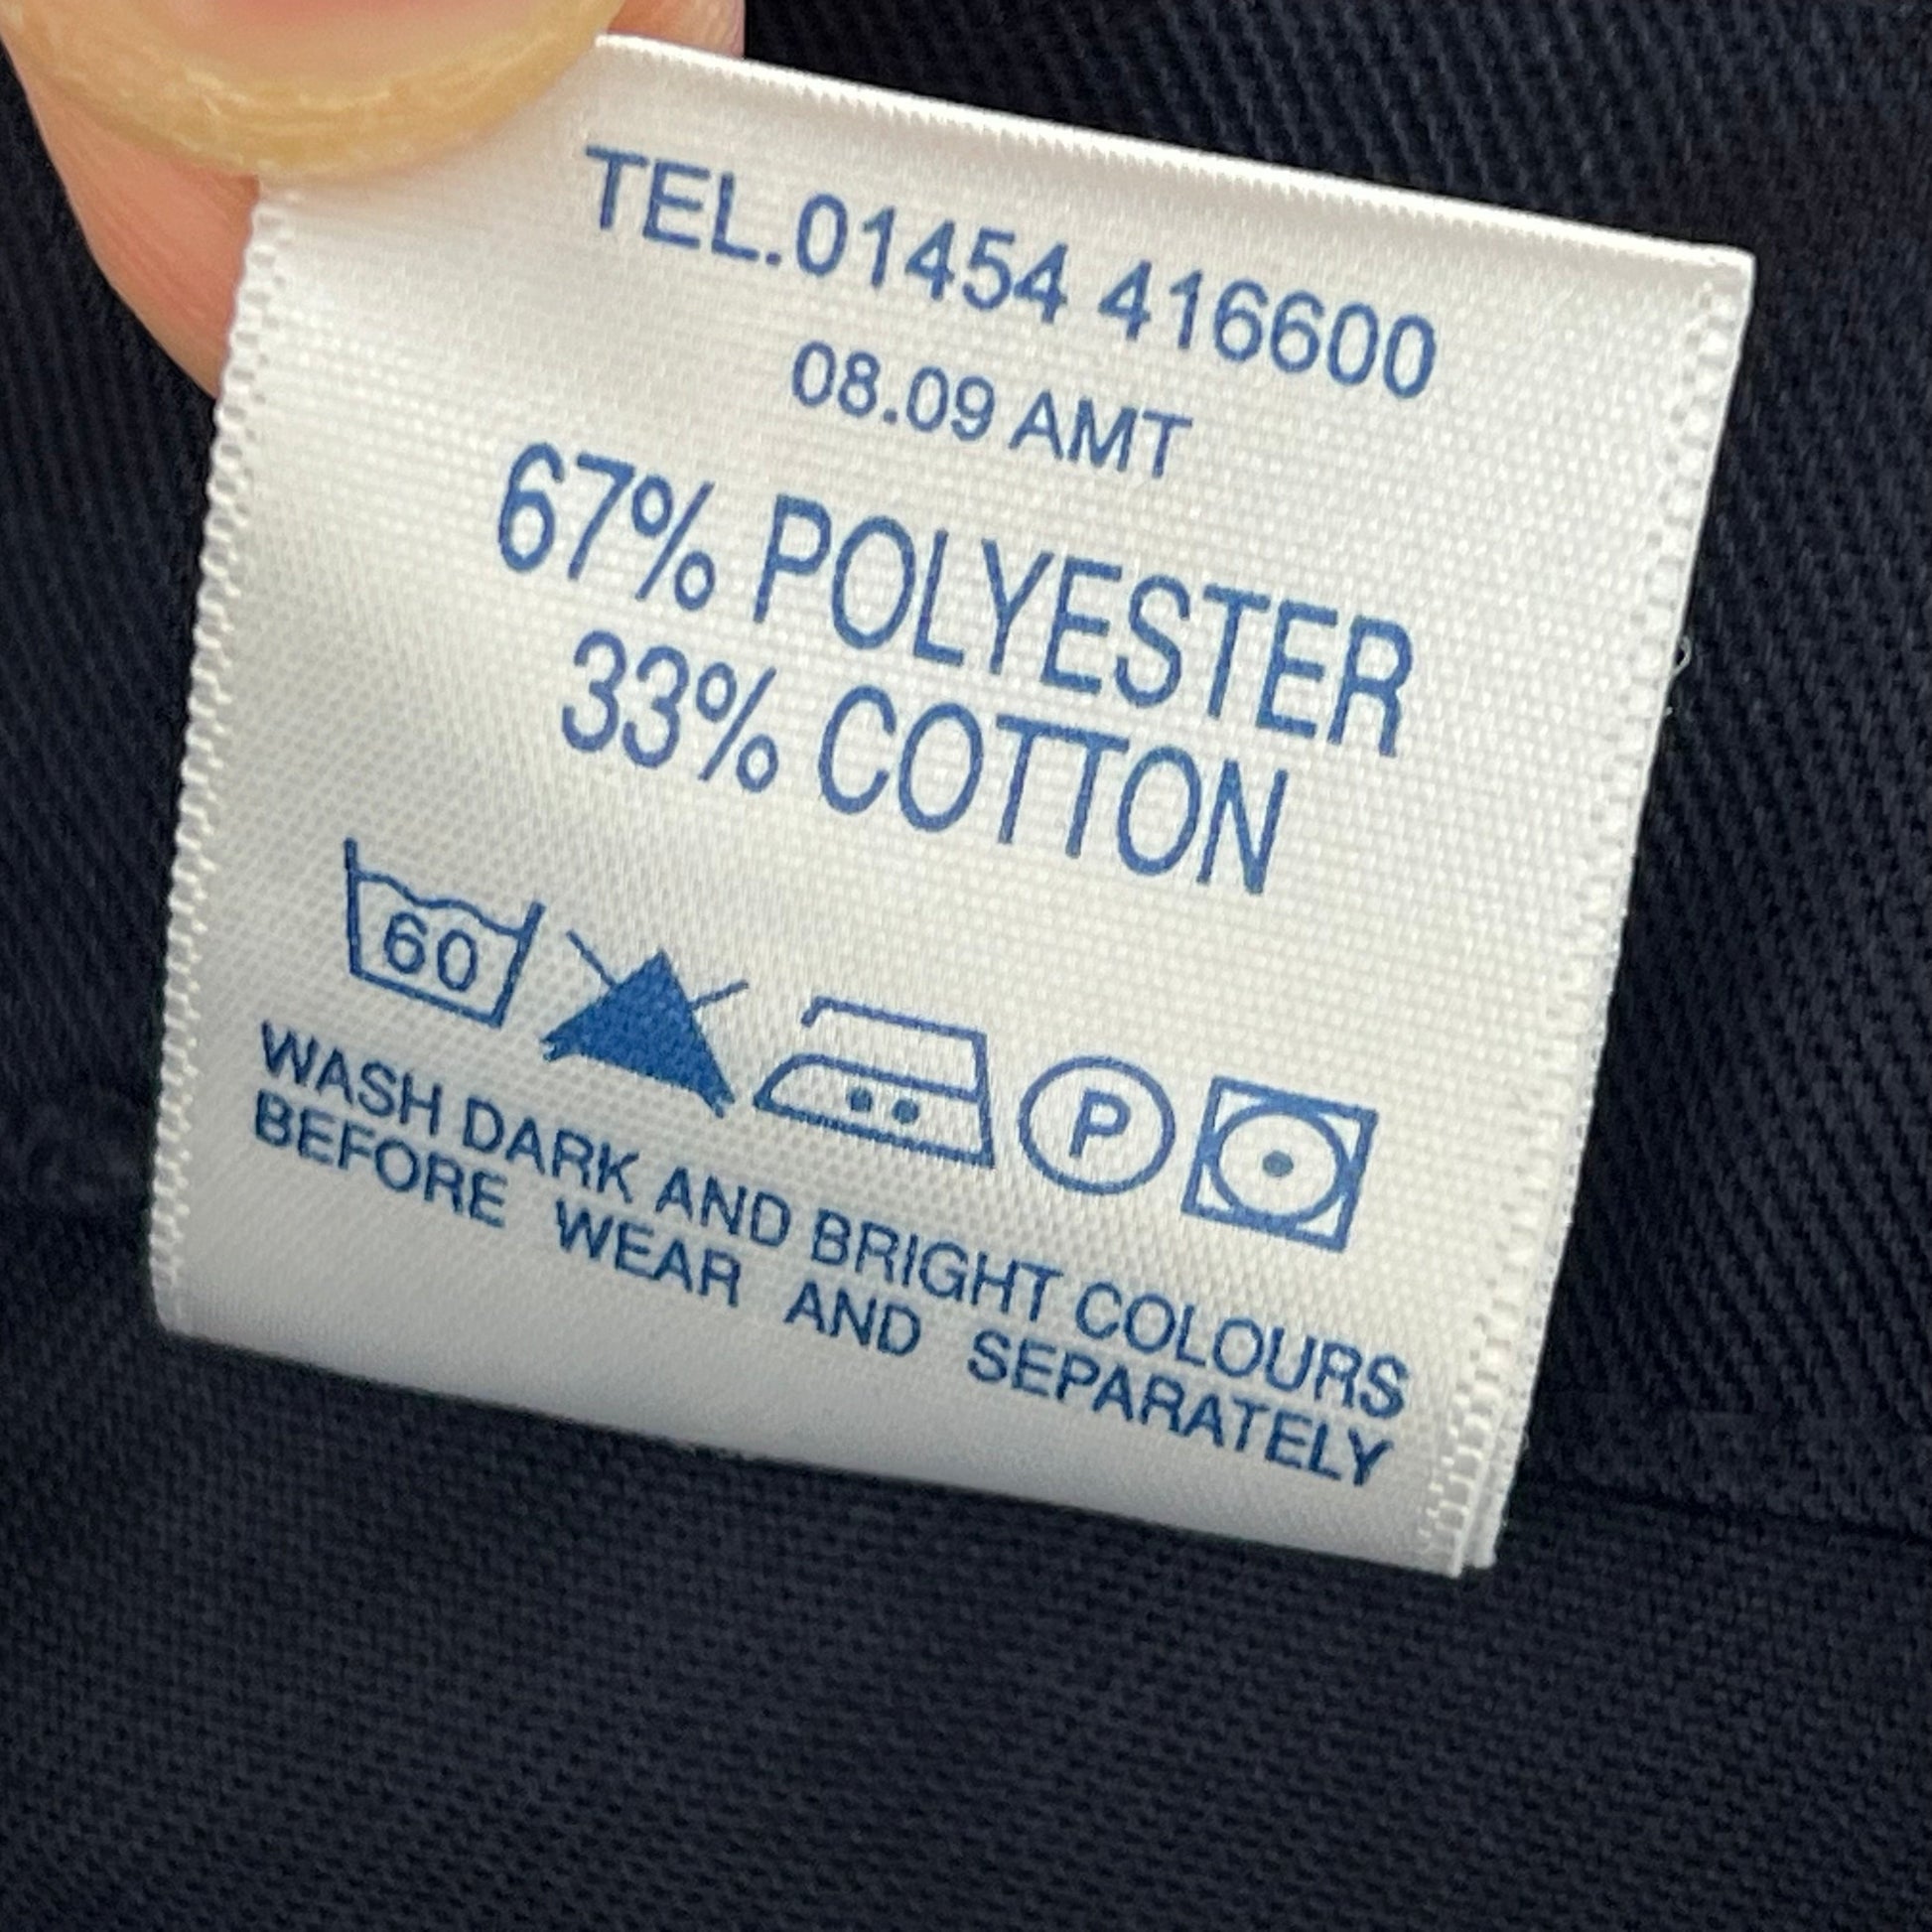 TEL.01454 416600
08.09 AMT
67% POLYESTER
33% COTTON
60 P
WASH DARK AND BRIGHT COLOURS
BEFORE WEAR AND SEPARATELY